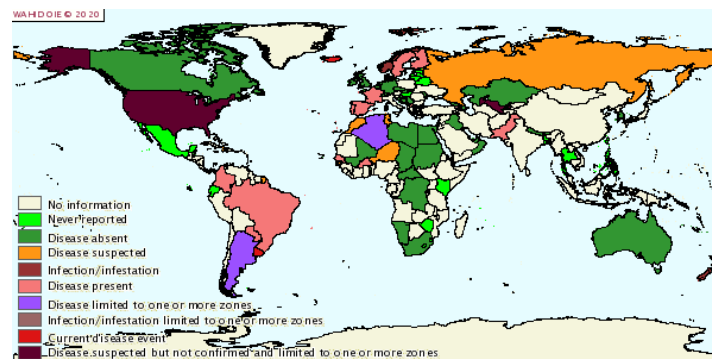 WAHID OIE © 2020
No information
Never reported
Disease absent
Disease suspected
Infection/infestation
Disease present
Disease limited to one or more zones
Infection/infestation limited to one or more zones
Current disease event
Disease suspected but not confirmed and limited to one or more zones